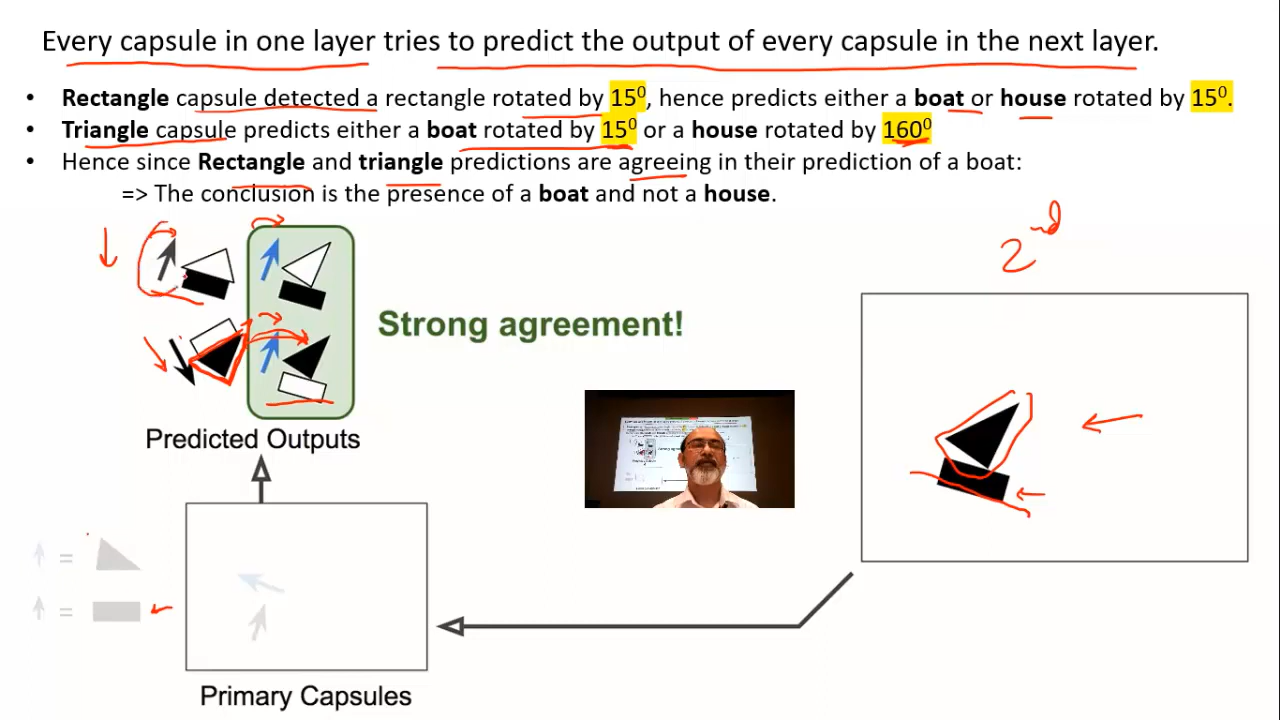 Every capsule in one layer tries to predict the output of every capsule in the next layer.
• Rectangle capsule detected a rectangle rotated by 15⁰, hence predicts either a boat or house rotated by 15⁰.
• Triangle capsule predicts either a boat rotated by 15⁰ or a house rotated by 160⁰
• Hence since Rectangle and triangle predictions are agreeing in their prediction of a boat:
=> The conclusion is the presence of a boat and not a house.
2nd
Strong agreement!
Predicted Outputs
=
=
Primary Capsules